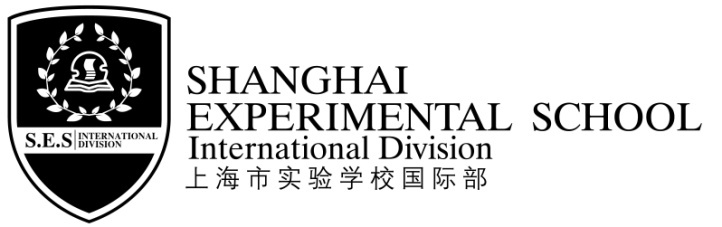 S.E.S INTERNATIONAL
DIVISION
SHANGHAI
EXPERIMENTAL SCHOOL
International Division
上海市实验学校国际部